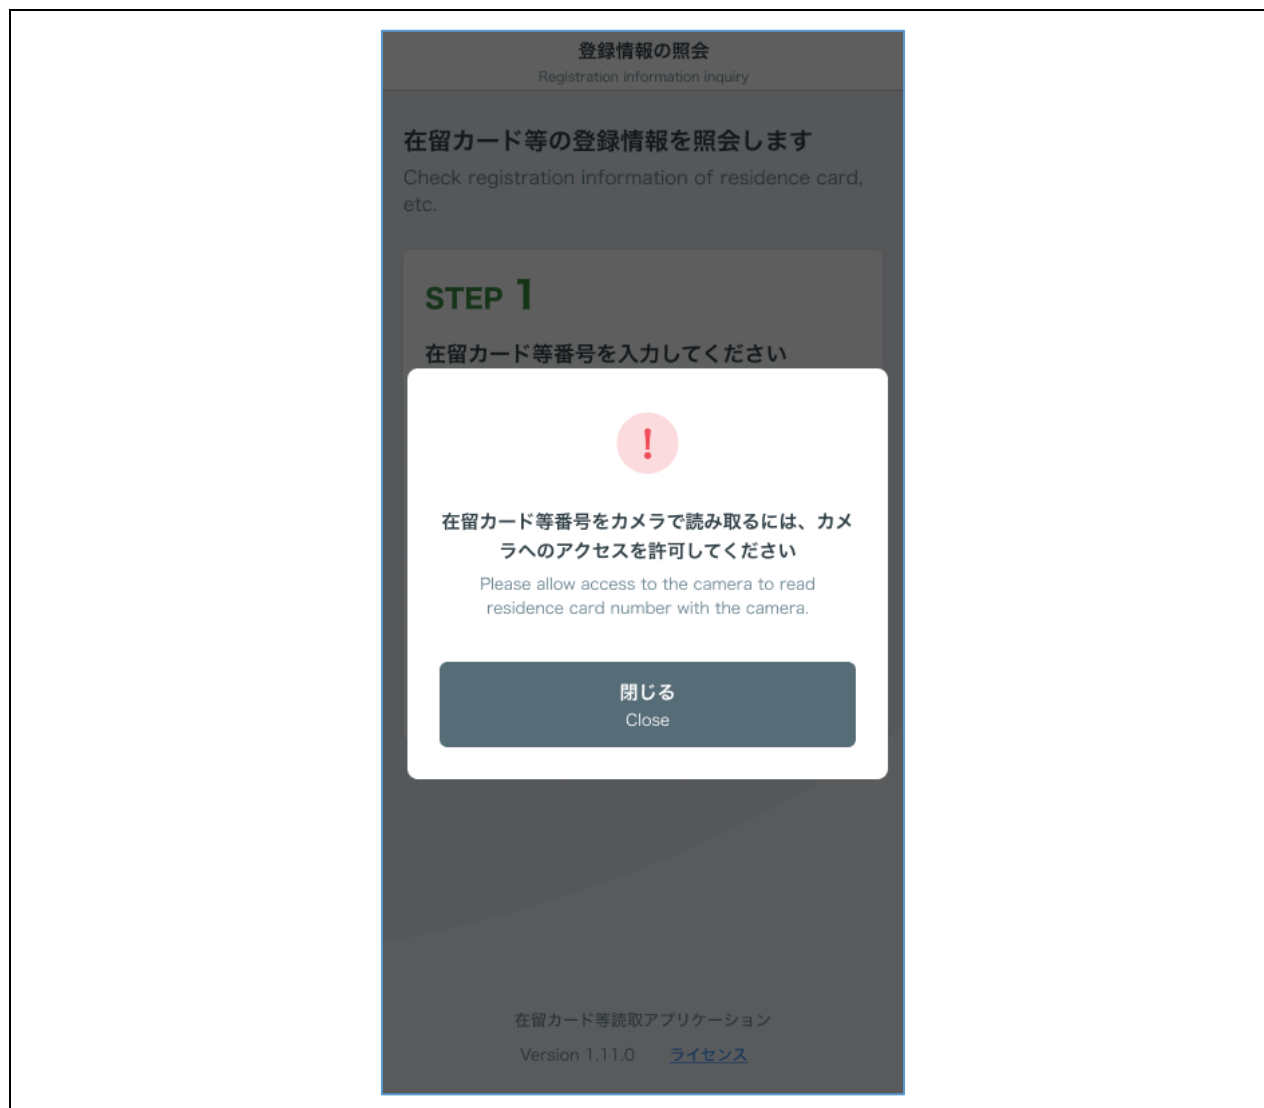 登録情報の照会
Registration information inquiry
在留カード等の登録情報を照会します
Check registration information of residence card,
etc.
STEP 1
在留カード等番号を入力してください
!
在留カード等番号をカメラで読み取るには、カメ
ラへのアクセスを許可してください
Please allow access to the camera to read
residence card number with the camera.
閉じる
Close
在留カード等読取アプリケーション
Version 1.11.0 ライセンス